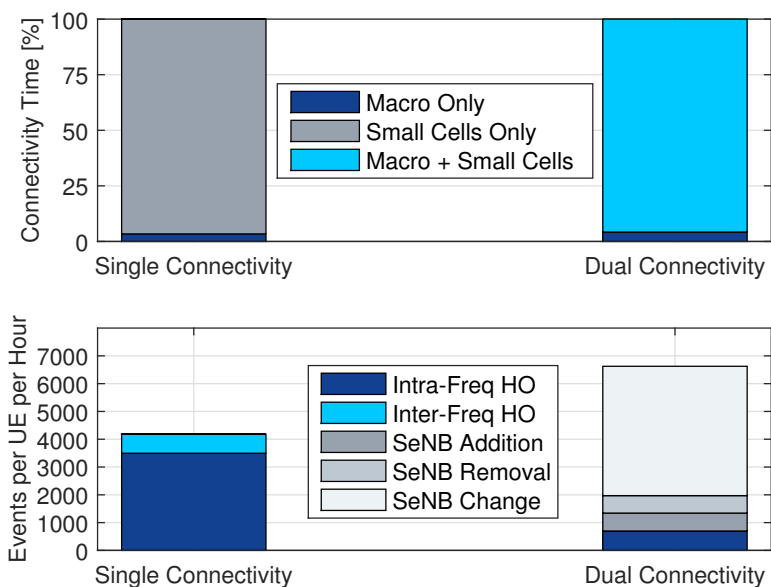 Connectivity Time [%]
100
75
50
25
0
Macro Only
Small Cells Only
Macro + Small Cells
Single Connectivity
Dual Connectivity
Events per UE per Hour
7000
6000
5000
4000
3000
2000
1000
0
Intra-Freq HO
Inter-Freq HO
SeNB Addition
SeNB Removal
SeNB Change
Single Connectivity
Dual Connectivity